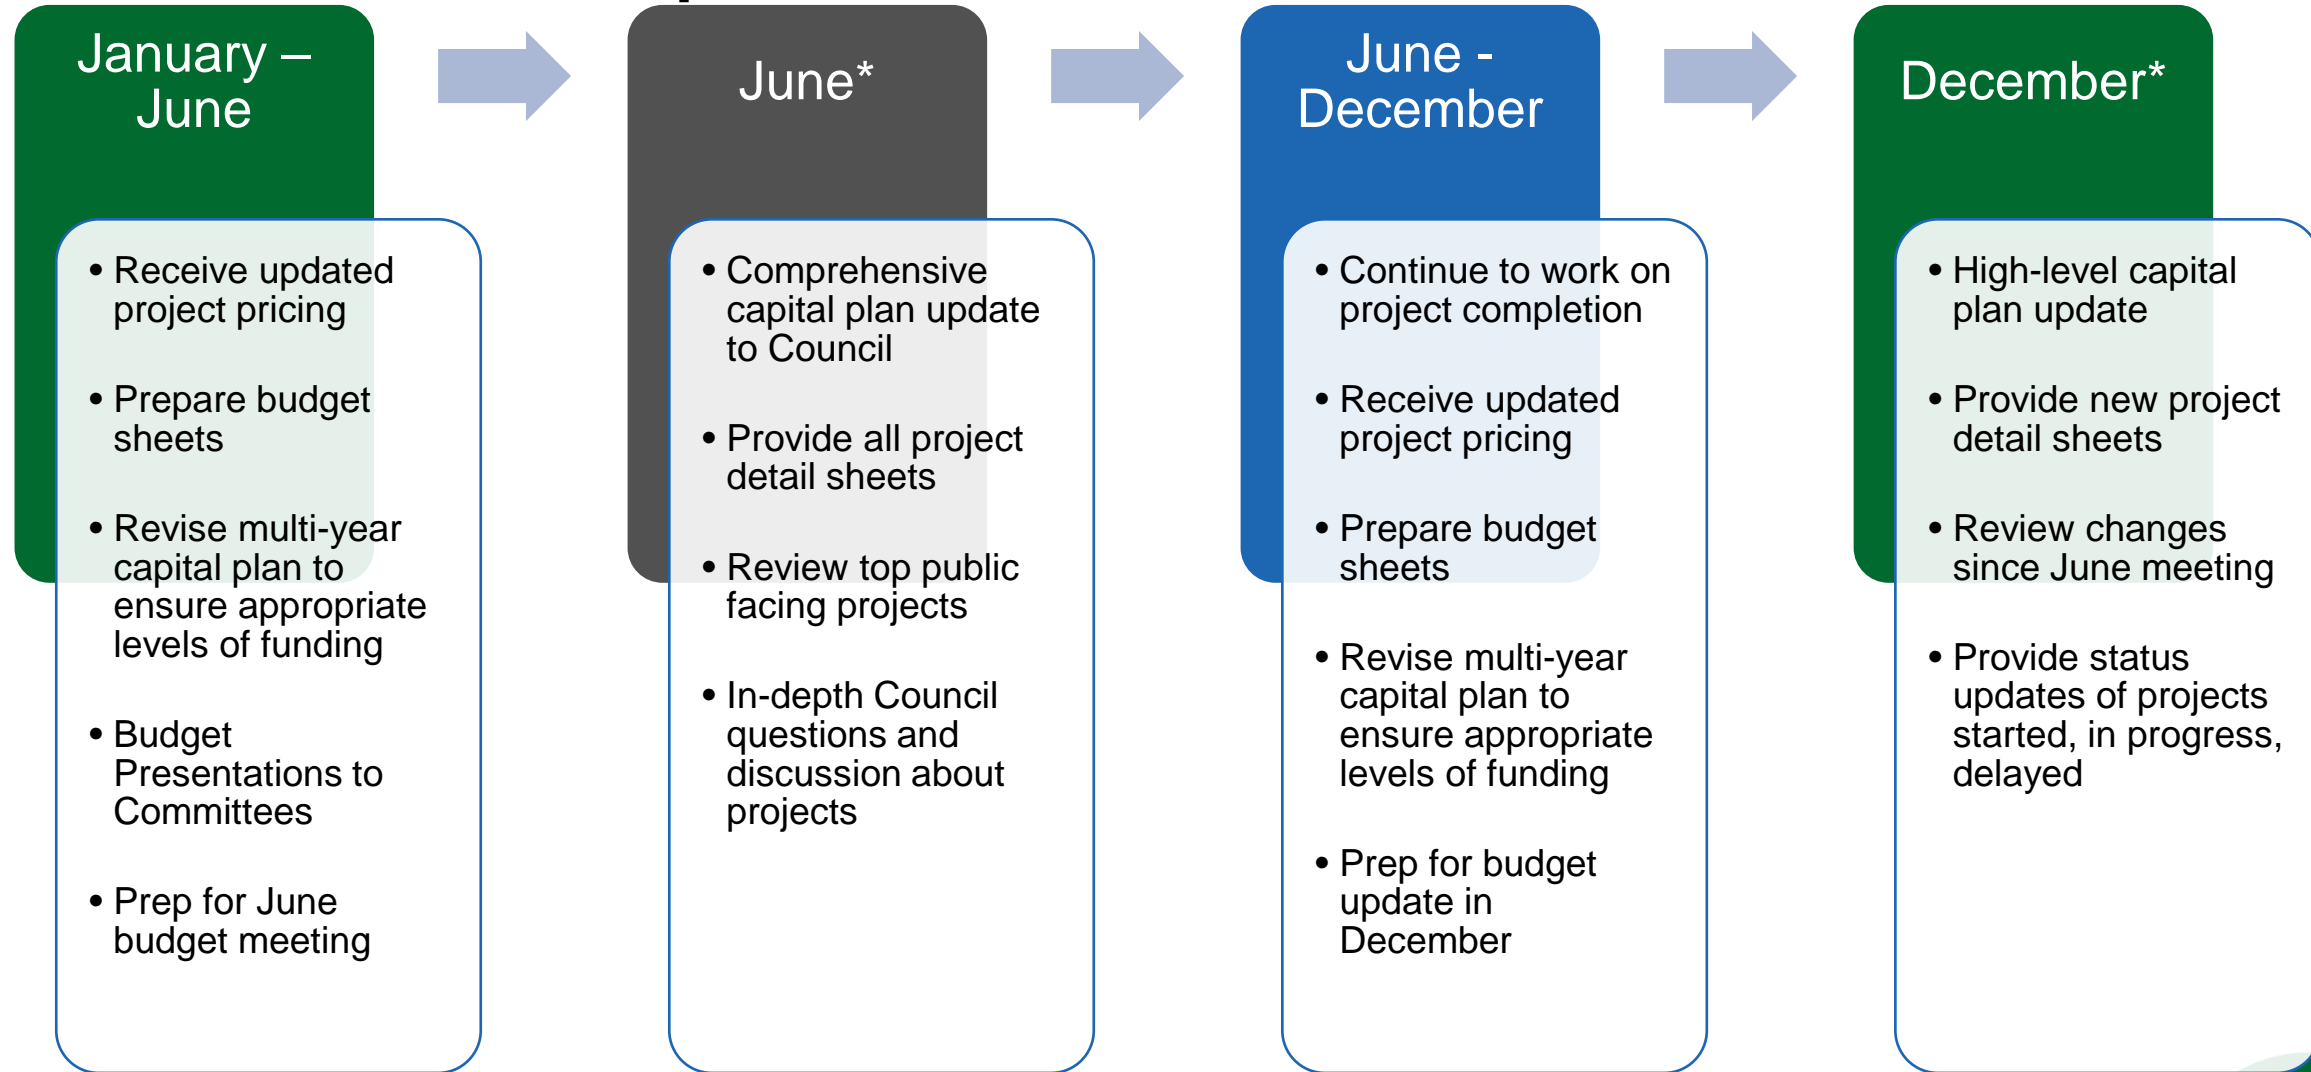 January –
June
• Receive updated
project pricing
• Prepare budget
sheets
• Revise multi-year
capital plan to
ensure appropriate
levels of funding
• Budget
Presentations to
Committees
• Prep for June
budget meeting
June*
• Comprehensive
capital plan update
to Council
• Provide all project
detail sheets
• Review top public
facing projects
• In-depth Council
questions and
discussion about
projects
June -
December
• Continue to work on
project completion
• Receive updated
project pricing
• Prepare budget
sheets
• Revise multi-year
capital plan to
ensure appropriate
levels of funding
• Prep for budget
update in
December
December*
• High-level capital
plan update
• Provide new project
detail sheets
• Review changes
since June meeting
• Provide status
updates of projects
started, in progress,
delayed